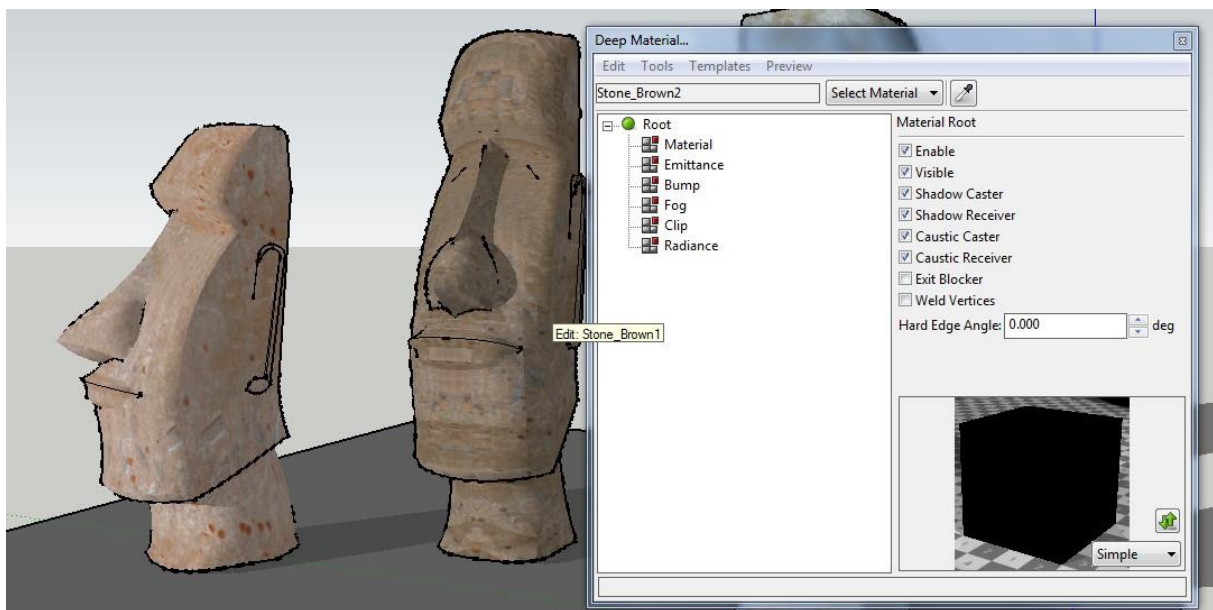 Deep Material...
Edit Tools Templates Preview
Stone_Brown2 Select Material
Root
Material
Emittance
Bump
Fog
Clip
Radiance
Material Root
Enable
Visible
Shadow Caster
Shadow Receiver
Caustic Caster
Caustic Receiver
Exit Blocker
Weld Vertices
Hard Edge Angle: 0.000 deg
Edit: Stone_Brown1
Simple